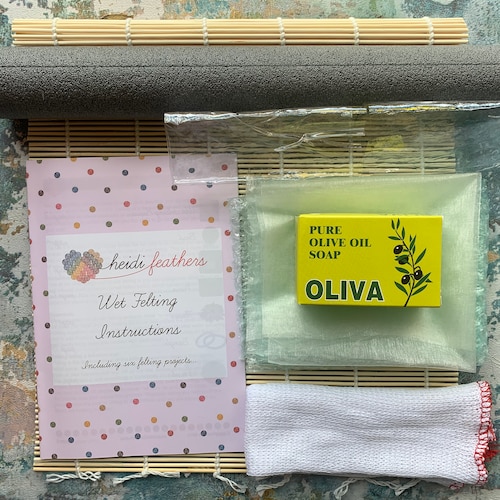 heidi feathers
Wet Felting
Instructions
Including six felting projects
PURE
OLIVE OIL
SOAP
OLIVA